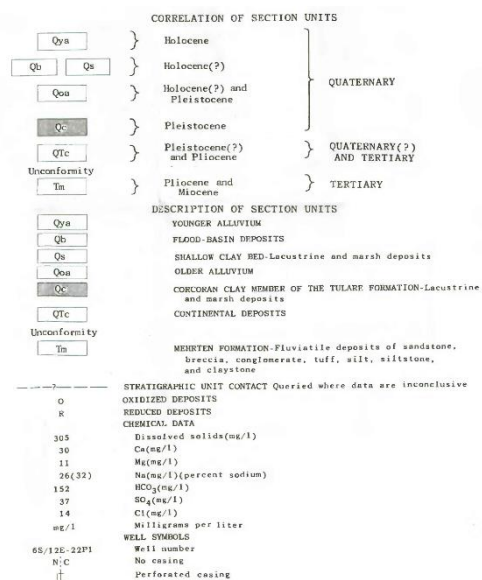 CORRELATION OF SECTION UNITS
Qya } Holocene
Qb Qs } Holocene(?)
Qoa } Holocene(?) and
Pleistocene
} QUATERNARY
Qc } Pleistocene
QTc } Pleistocene(?)
and Pliocene
} QUATERNARY(?)
AND TERTIARY
Unconformity
Tm } Pliocene and
Miocene
} TERTIARY
DESCRIPTION OF SECTION UNITS
Qya YOUNGER ALLUVIUM
Qb FLOOD-BASIN DEPOSITS
Qs SHALLOW CLAY BED-Lacustrine and marsh deposits
Qoa OLDER ALLUVIUM
Qc CORCORAN CLAY MEMBER OF THE TULARE FORMATION-Lacustrine
and marsh deposits
QTc CONTINENTAL DEPOSITS
Unconformity
Tm MEHRTEN FORMATION-Fluviatile deposits of sandstone,
breccia, conglomerate, tuff, silt, siltstone,
and claystone
——?—— STRATIGRAPHIC UNIT CONTACT Queried where data are inconclusive
O OXIDIZED DEPOSITS
R REDUCED DEPOSITS
CHEMICAL DATA
305 Dissolved solids(mg/l)
30 Ca(mg/l)
11 Mg(mg/l)
26(32) Na(mg/l)(percent sodium)
152 HCO3(mg/l)
37 SO4(mg/l)
14 Cl(mg/l)
mg/l Milligrams per liter
WELL SYMBOLS
6S/12E-22P1 Well number
N¦C No casing
Perforated casing